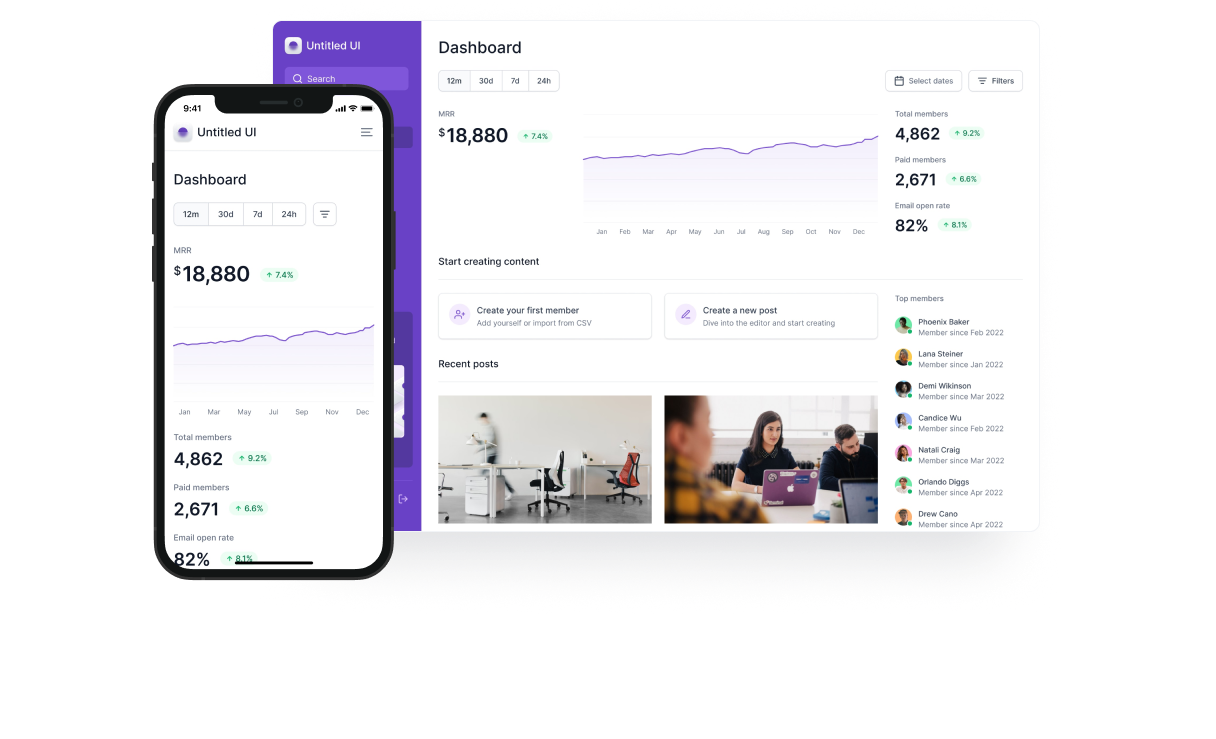 Untitled UI
Search
Dashboard
12m 30d 7d 24h
Select dates
Filters
MRR
$18,880
7.4%
Jan Feb Mar Apr May Jun Jul Aug Sep Oct Nov Dec
Total members
4,862
9.2%
Paid members
2,671
6.6%
Email open rate
82%
8.1%
Start creating content
Create your first member
Add yourself or import from CSV
Create a new post
Dive into the editor and start creating
Recent posts
Top members
Phoenix Baker
Member since Feb 2022
Lana Steiner
Member since Jan 2022
Demi Wikinson
Member since Mar 2022
Candice Wu
Member since Feb 2022
Natali Craig
Member since Mar 2022
Orlando Diggs
Member since Apr 2022
Drew Cano
Member since Apr 2022
9:41
Untitled UI
Dashboard
12m 30d 7d 24h
MRR
$18,880
7.4%
Jan Mar May Jul Sep Nov Dec
Total members
4,862
9.2%
Paid members
2,671
6.6%
Email open rate
82%
8.1%